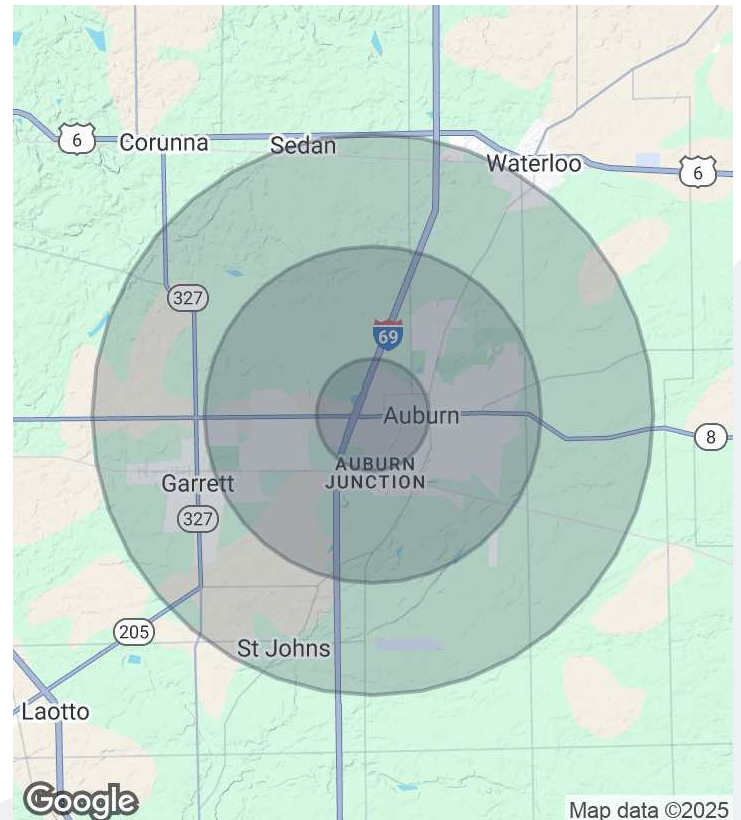 6
Corunna
Sedan
Waterloo
6
327
69
Auburn
8
AUBURN
JUNCTION
Garrett
327
205
St Johns
Laotto
Google
Map data ©2025